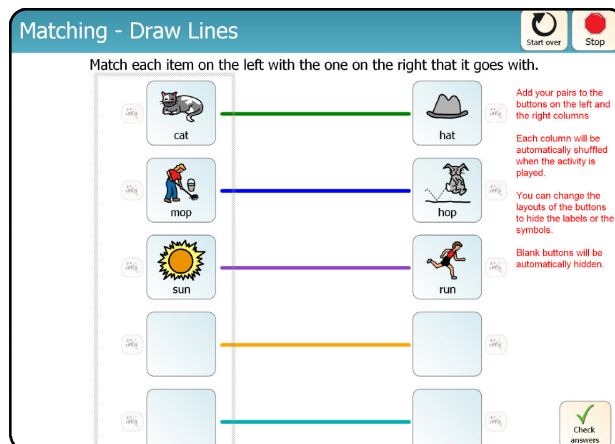 Matching - Draw Lines
Start over
Stop
Match each item on the left with the one on the right that it goes with.
cat
hat
mop
hop
sun
run
Add your pairs to the
buttons on the left and
the right columns
Each column will be
automatically shuffled
when the activity is
played.
You can change the
layouts of the buttons
to hide the labels or the
symbols.
Blank buttons will be
automatically hidden.
Check
answers